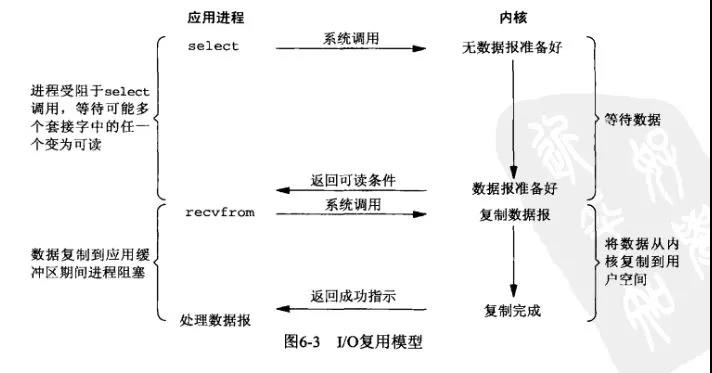 应用进程
内核
select
系统调用
无数据报准备好
进程受阻于select
调用，等待可能多
个套接字中的任一
个变为可读
等待数据
返回可读条件
数据报准备好
recvfrom
系统调用
复制数据报
数据复制到应用缓
冲区期间进程阻塞
将数据从内
核复制到用
户空间
返回成功指示
处理数据报
复制完成
图6-3 I/O复用模型